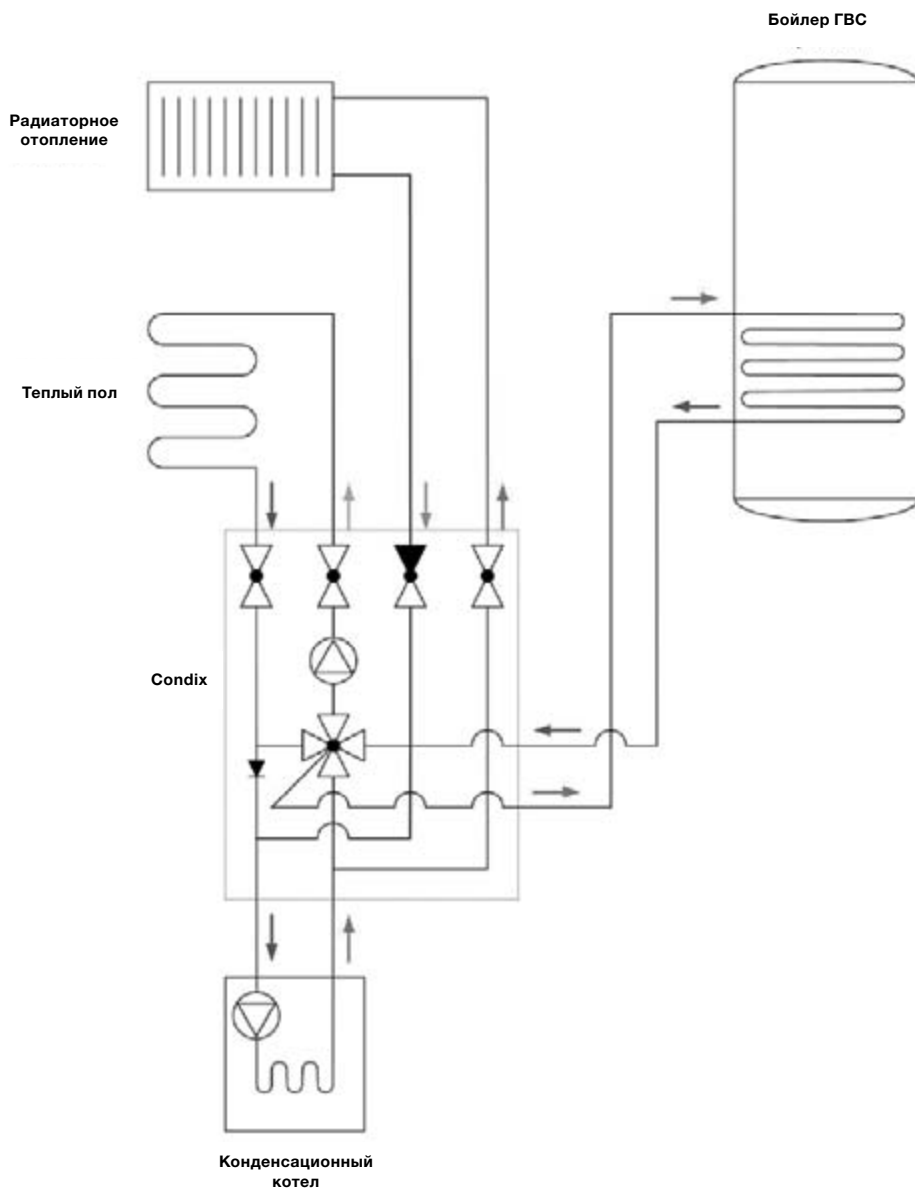 Бойлер ГВС
Радиаторное
отопление
Теплый пол
Condix
Конденсационный
котел